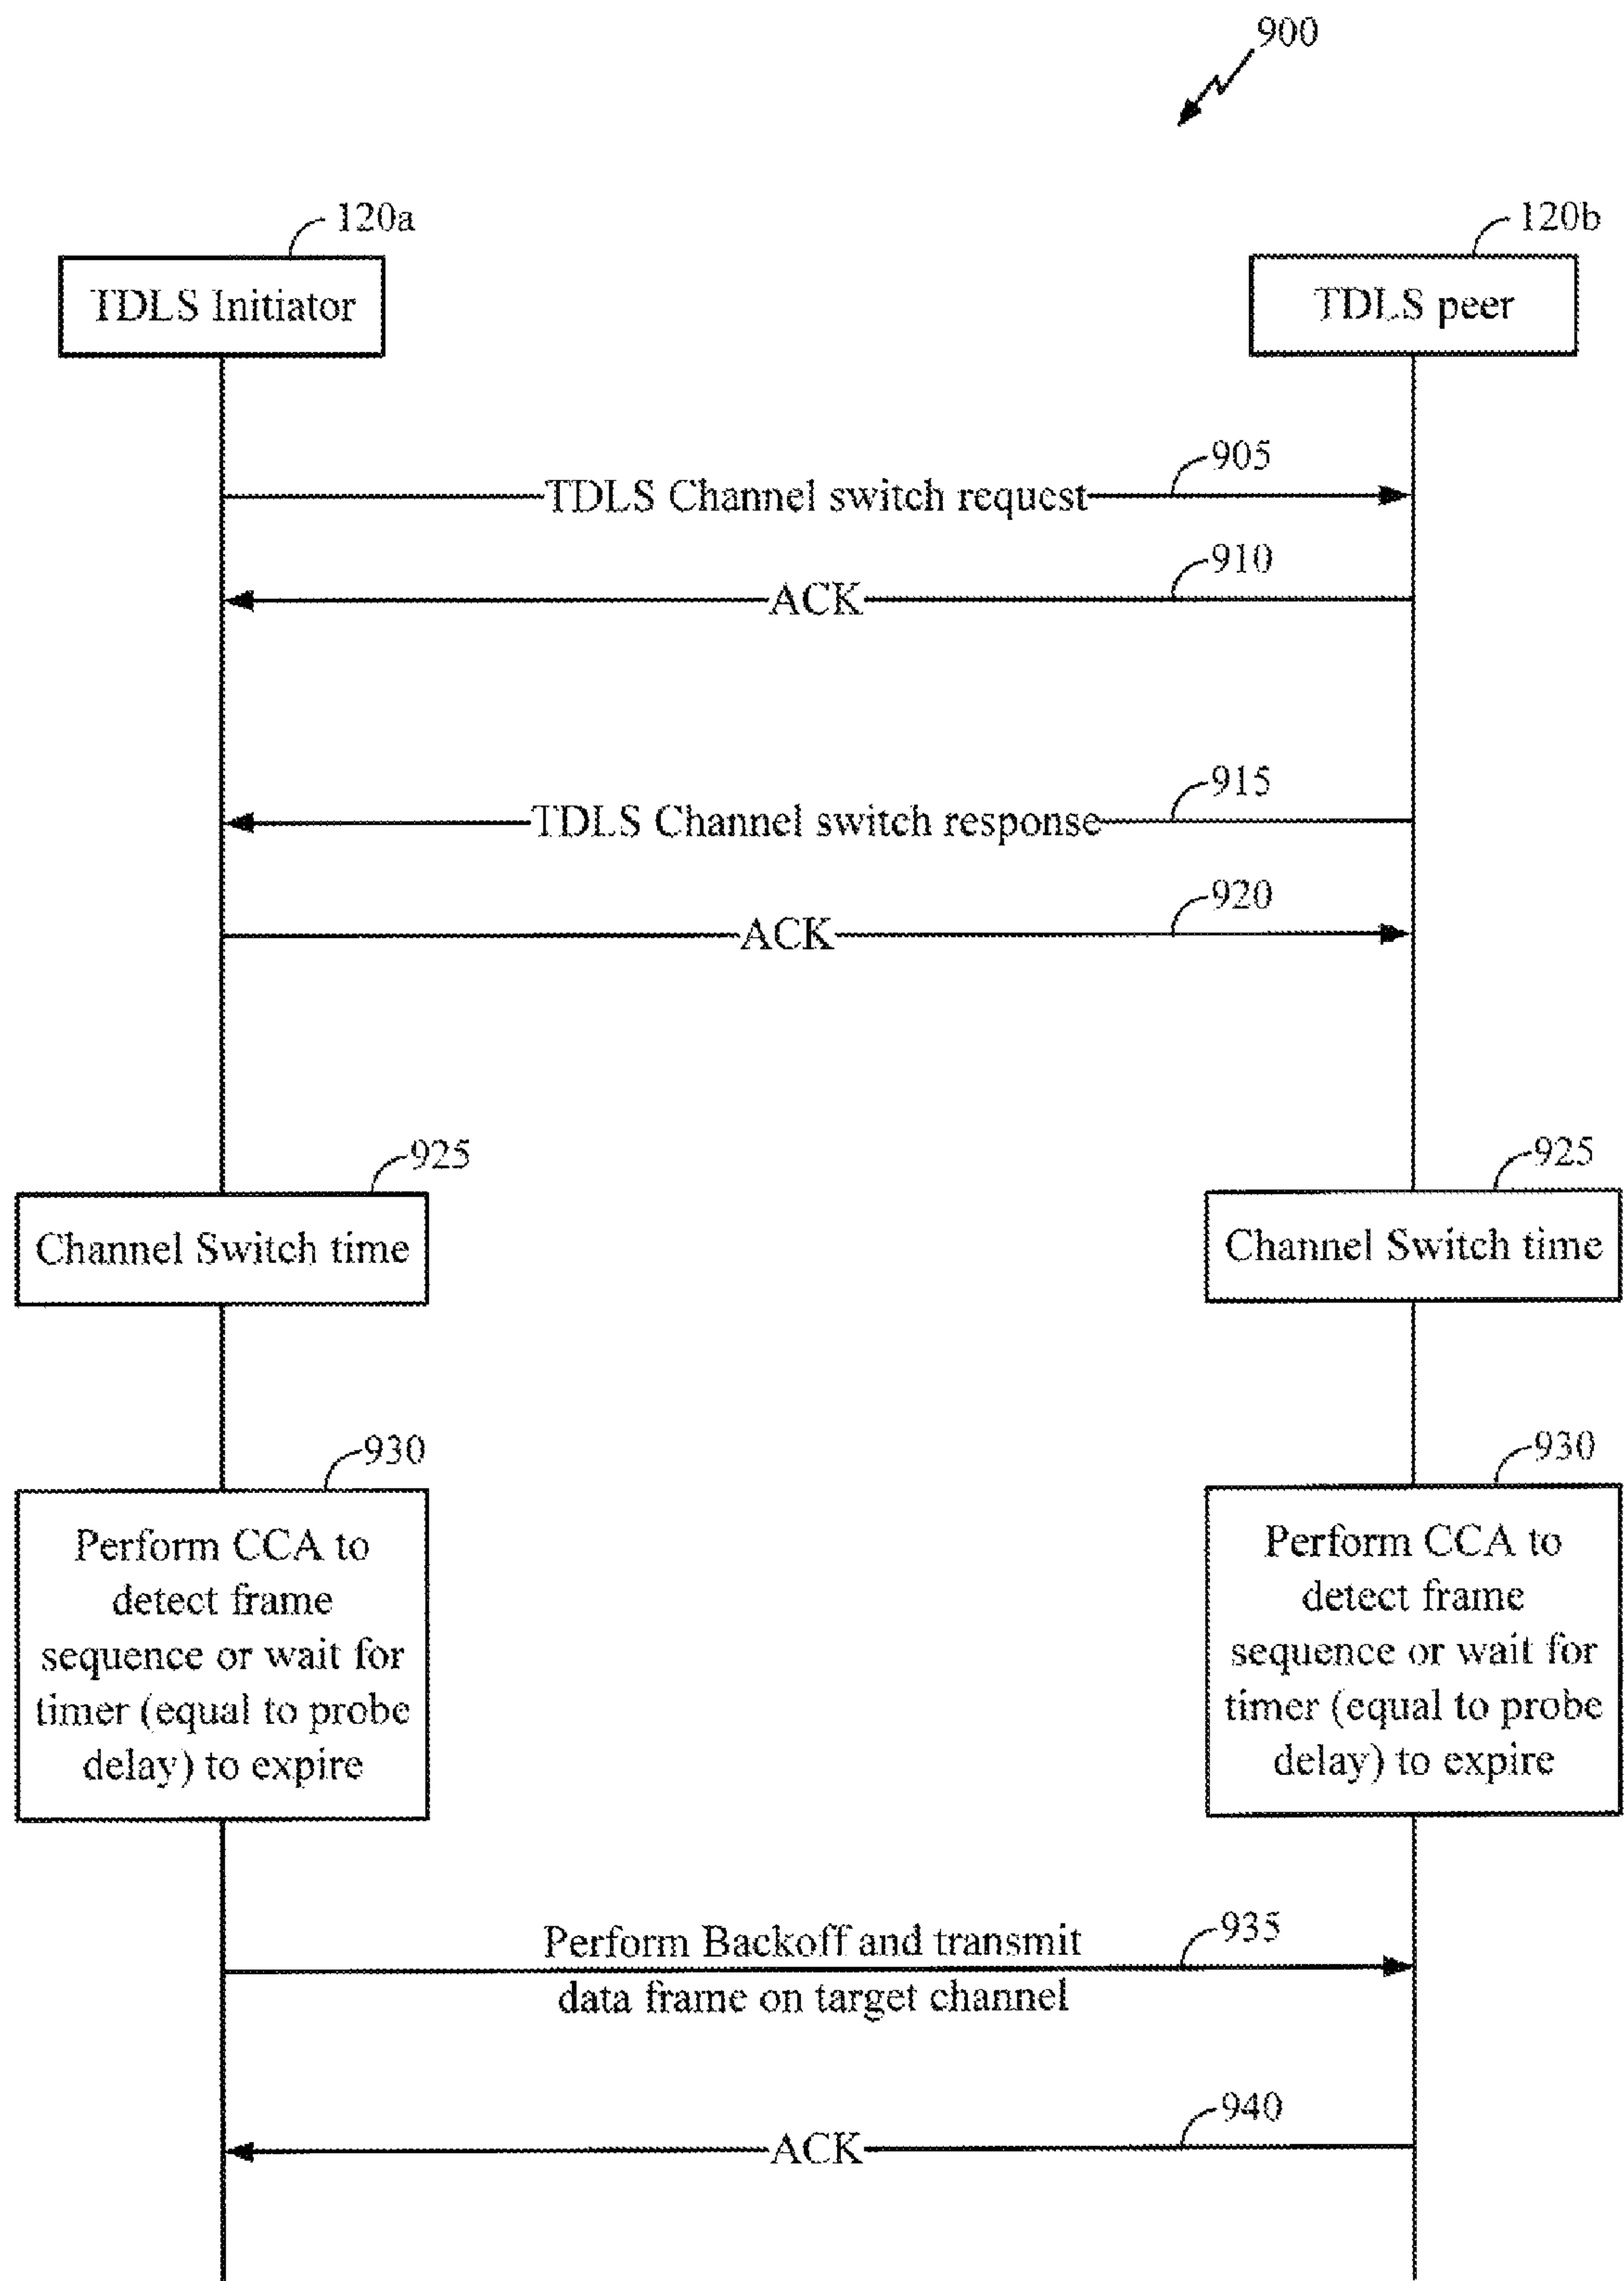 900
120a
120b
TDLS Initiator
TDLS peer
905
TDLS Channel switch request
910
ACK
915
TDLS Channel switch response
920
ACK
925
925
Channel Switch time
Channel Switch time
930
930
Perform CCA to
detect frame
sequence or wait for
timer (equal to probe
delay) to expire
Perform CCA to
detect frame
sequence or wait for
timer (equal to probe
delay) to expire
935
Perform Backoff and transmit
data frame on target channel
940
ACK